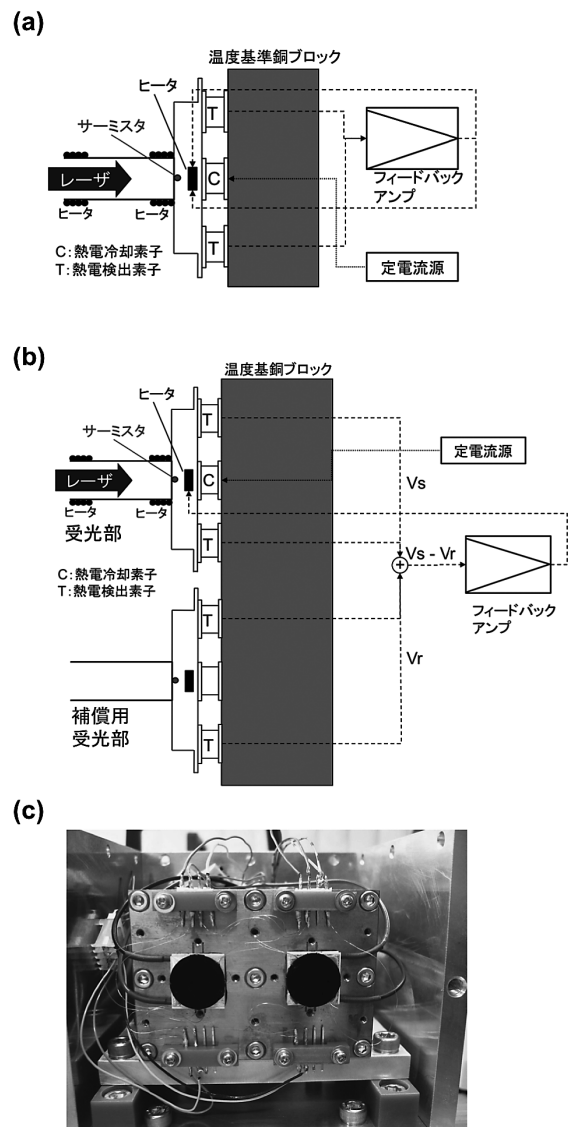 (a)
温度基準銅ブロック
ヒータ
サーミスタ
T
レーザ
C
フィードバック
アンプ
ヒータ
ヒータ
C：熱電冷却素子
T：熱電検出素子
T
定電流源
(b)
温度基銅ブロック
ヒータ
サーミスタ
T
定電流源
レーザ
C
Vs
ヒータ
ヒータ
受光部
T
Vs - Vr
C：熱電冷却素子
T：熱電検出素子
T
フィードバック
アンプ
Vr
補償用
受光部
T
(c)